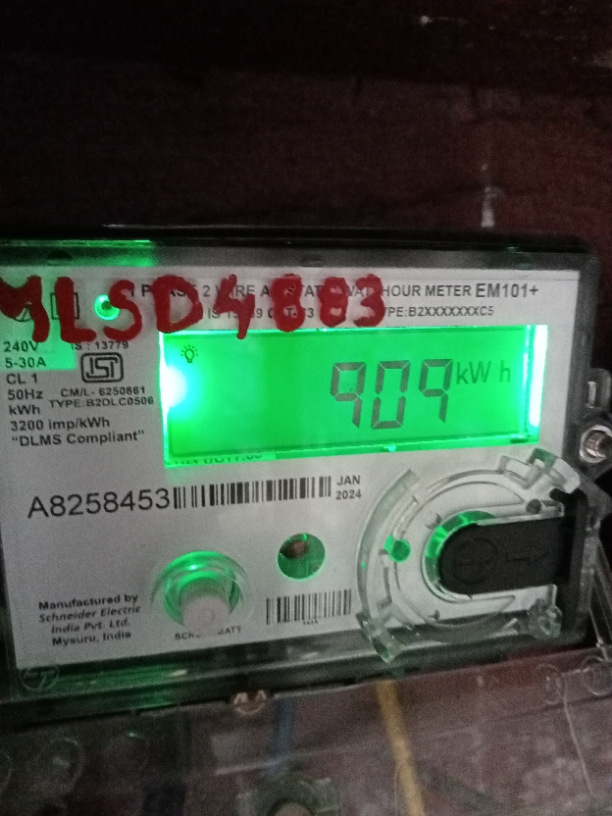 MLSD4883
HOUR METER EM101+
240V IS : 13779
5-30A
CL 1
50Hz CM/L- 6250861
kWh TYPE:B2DLC0506
3200 imp/kWh
"DLMS Compliant"
TYPE:B2XXXXXXXC5
909 kW h
A8258453
JAN
2024
Manufactured by
Schneider Electric
India Pvt. Ltd.
Mysuru, India